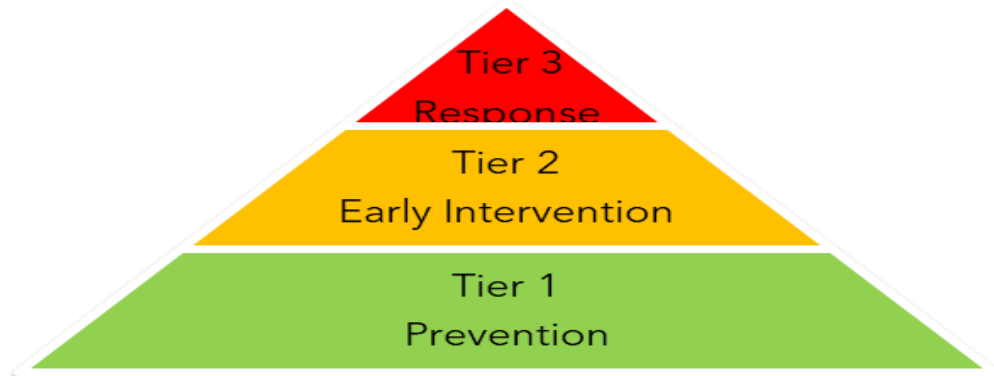 Tier 3
Response
Tier 2
Early Intervention
Tier 1
Prevention